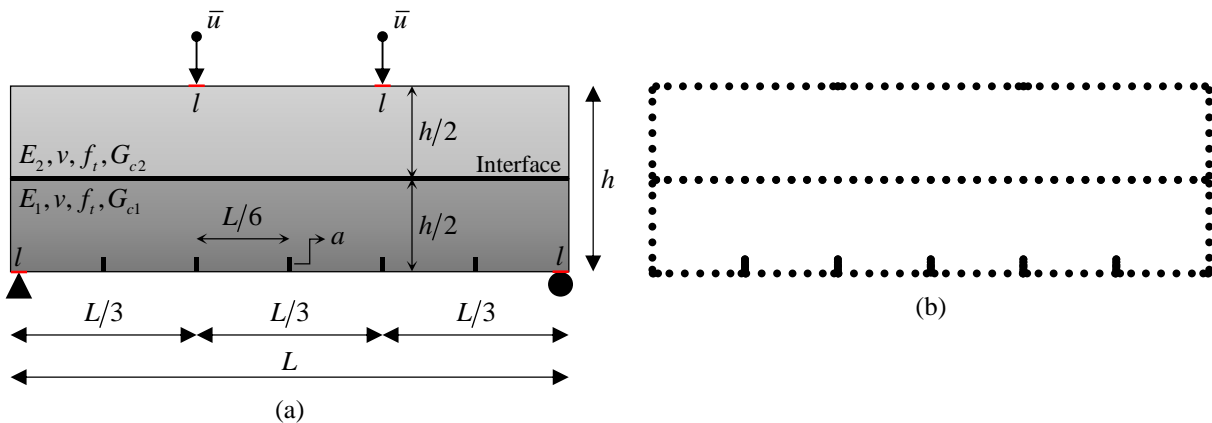 ū ū
l l
h/2
E₂, ν, f_t, G_c2
Interface
h
E₁, ν, f_t, G_c1
L/6
h/2
a
l l
L/3 L/3 L/3
L
(a)
(b)